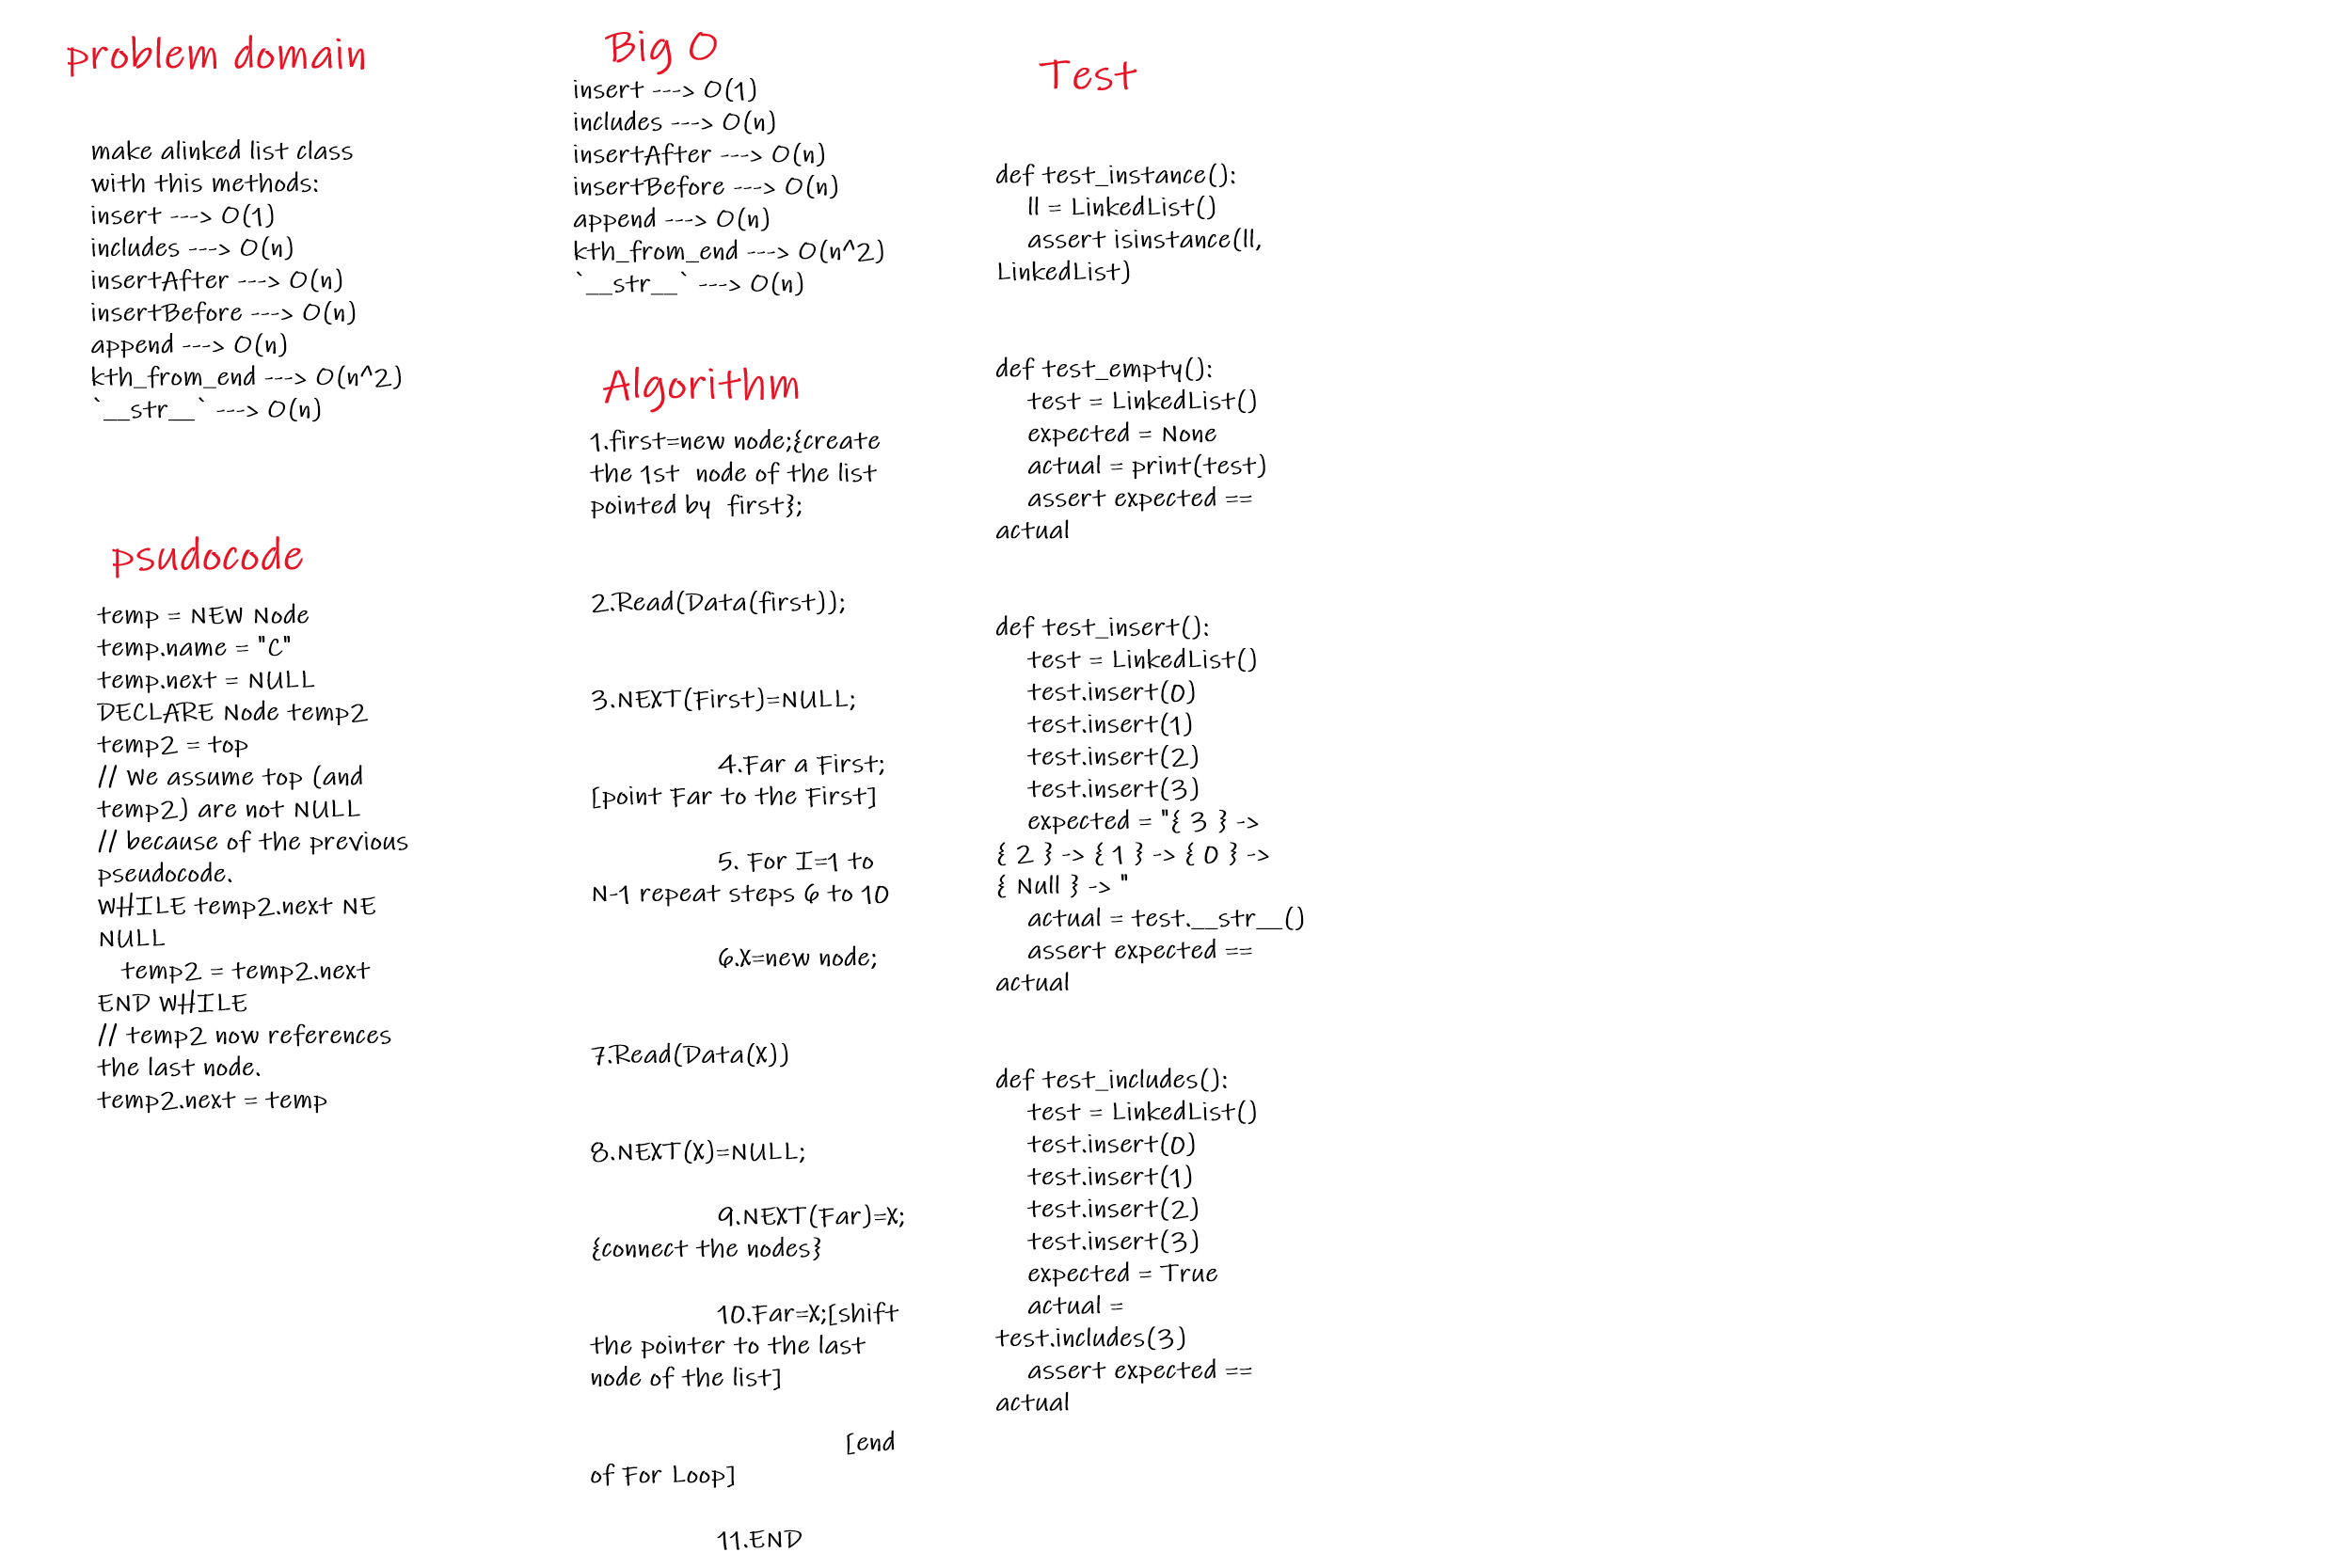 problem domain
make alinked list class
with this methods:
insert ---> O(1)
includes ---> O(n)
insertAfter ---> O(n)
insertBefore ---> O(n)
append ---> O(n)
kth_from_end ---> O(n^2)
`__str__` ---> O(n)
psudocode
temp = NEW Node
temp.name = "C"
temp.next = NULL
DECLARE Node temp2
temp2 = top
// We assume top (and
temp2) are not NULL
// because of the previous
pseudocode.
WHILE temp2.next NE
NULL
temp2 = temp2.next
END WHILE
// temp2 now references
the last node.
temp2.next = temp
Big O
insert ---> O(1)
includes ---> O(n)
insertAfter ---> O(n)
insertBefore ---> O(n)
append ---> O(n)
kth_from_end ---> O(n^2)
`__str__` ---> O(n)
Algorithm
1.first=new node;{create
the 1st  node of the list
pointed by  first};
2.Read(Data(first));
3.NEXT(First)=NULL;
4.Far a First;
[point Far to the First]
5. For I=1 to
N-1 repeat steps 6 to 10
6.X=new node;
7.Read(Data(X))
8.NEXT(X)=NULL;
9.NEXT(Far)=X;
{connect the nodes}
10.Far=X;[shift
the pointer to the last
node of the list]
[end
of For Loop]
11.END
Test
def test_instance():
ll = LinkedList()
assert isinstance(ll,
LinkedList)
def test_empty():
test = LinkedList()
expected = None
actual = print(test)
assert expected ==
actual
def test_insert():
test = LinkedList()
test.insert(0)
test.insert(1)
test.insert(2)
test.insert(3)
expected = "{ 3 } ->
{ 2 } -> { 1 } -> { 0 } ->
{ Null } -> "
actual = test.__str__()
assert expected ==
actual
def test_includes():
test = LinkedList()
test.insert(0)
test.insert(1)
test.insert(2)
test.insert(3)
expected = True
actual =
test.includes(3)
assert expected ==
actual